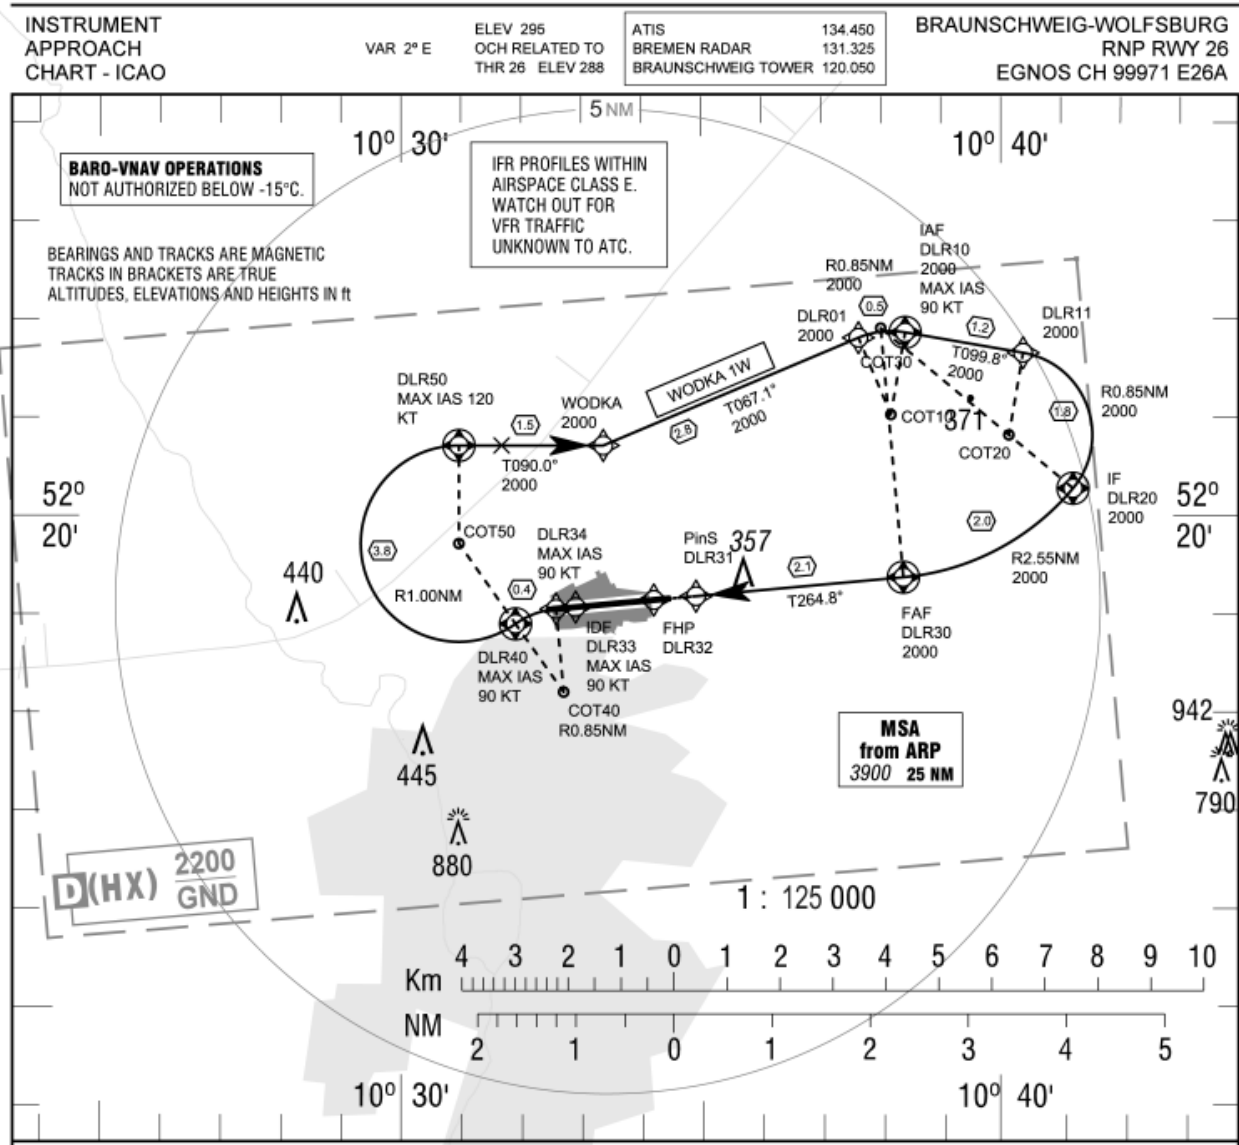 INSTRUMENT
APPROACH
CHART - ICAO
VAR 2° E
ELEV 295
OCH RELATED TO
THR 26 ELEV 288
ATIS 134.450
BREMEN RADAR 131.325
BRAUNSCHWEIG TOWER 120.050
BRAUNSCHWEIG-WOLFSBURG
RNP RWY 26
EGNOS CH 99971 E26A
5 NM
10° 30'
10° 40'
BARO-VNAV OPERATIONS
NOT AUTHORIZED BELOW -15°C.
IFR PROFILES WITHIN
AIRSPACE CLASS E.
WATCH OUT FOR
VFR TRAFFIC
UNKNOWN TO ATC.
BEARINGS AND TRACKS ARE MAGNETIC
TRACKS IN BRACKETS ARE TRUE
ALTITUDES, ELEVATIONS AND HEIGHTS IN ft
IAF
DLR10
2000
MAX IAS
90 KT
R0.85NM
2000
0.5
DLR01
2000
COT30
1.2
T099.8°
2000
DLR11
2000
R0.85NM
2000
1.8
WODKA 1W
T067.1°
2000
2.8
DLR50
MAX IAS 120
KT
1.5
T090.0°
2000
WODKA
2000
COT10
371
COT20
IF
DLR20
2000
52°
20'
52°
20'
2.0
R2.55NM
2000
COT50
3.8
R1.00NM
0.4
DLR34
MAX IAS
90 KT
PinS
DLR31
357
2.1
T264.8°
440
FAF
DLR30
2000
IDF
DLR33
MAX IAS
90 KT
FHP
DLR32
DLR40
MAX IAS
90 KT
COT40
R0.85NM
445
880
MSA
from ARP
3900 25 NM
942
790
D(HX) 2200
GND
1 : 125 000
4 3 2 1 0 1 2 3 4 5 6 7 8 9 10
Km
NM
2 1 0 1 2 3 4 5
10° 30'
10° 40'